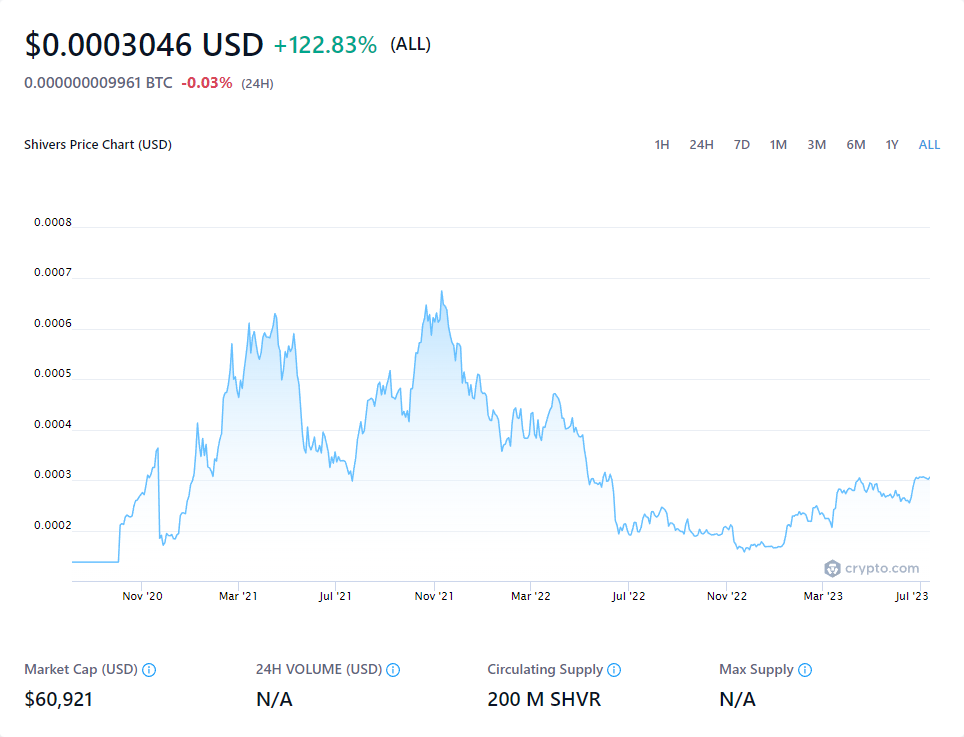 $0.0003046 USD +122.83% (ALL)
0.000000009961 BTC -0.03% (24H)
Shivers Price Chart (USD) 1H 24H 7D 1M 3M 6M 1Y ALL
0.0008
0.0007
0.0006
0.0005
0.0004
0.0003
0.0002
crypto.com
Nov '20 Mar '21 Jul '21 Nov '21 Mar '22 Jul '22 Nov '22 Mar '23 Jul '23
Market Cap (USD) 24H VOLUME (USD) Circulating Supply Max Supply
$60,921 N/A 200 M SHVR N/A